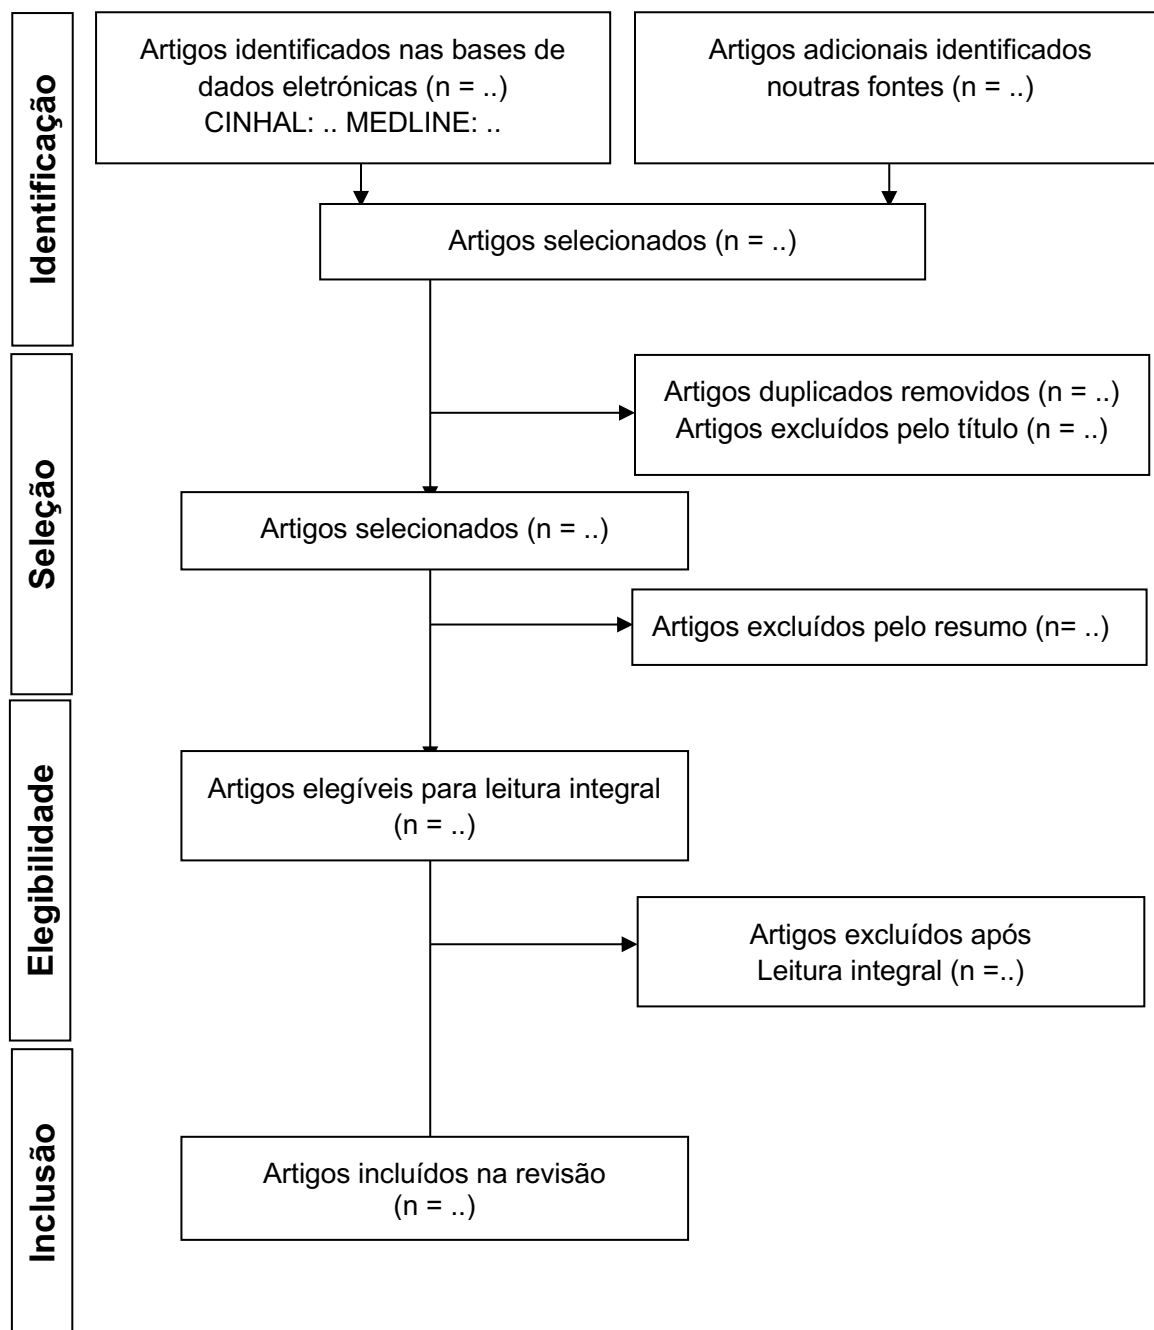 Identificação
Artigos identificados nas bases de
dados eletrónicas (n = ..)
CINHAL: .. MEDLINE: ..
Artigos adicionais identificados
noutras fontes (n = ..)
Artigos selecionados (n = ..)
Seleção
Artigos duplicados removidos (n = ..)
Artigos excluídos pelo título (n = ..)
Artigos selecionados (n = ..)
Artigos excluídos pelo resumo (n= ..)
Elegibilidade
Artigos elegíveis para leitura integral
(n = ..)
Artigos excluídos após
Leitura integral (n =..)
Inclusão
Artigos incluídos na revisão
(n = ..)